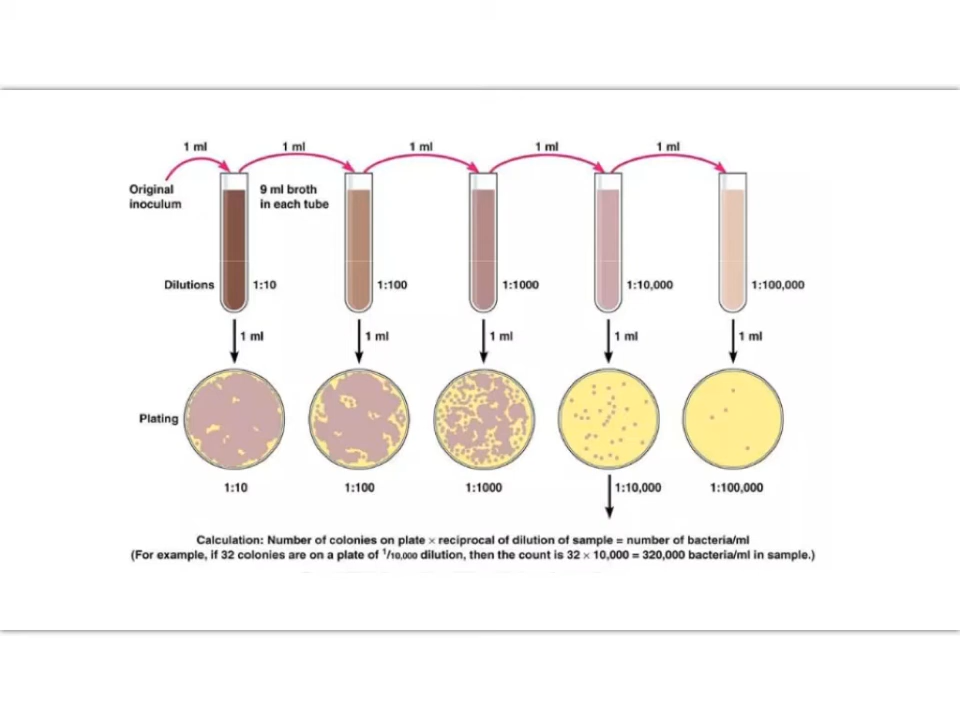 1 ml
1 ml
1 ml
1 ml
1 ml
Original
inoculum
9 ml broth
in each tube
Dilutions
1:10
1:100
1:1000
1:10,000
1:100,000
1 ml
1 ml
1 ml
1 ml
1 ml
Plating
1:10
1:100
1:1000
1:10,000
1:100,000
Calculation: Number of colonies on plate × reciprocal of dilution of sample = number of bacteria/ml
(For example, if 32 colonies are on a plate of 1/10,000 dilution, then the count is 32 × 10,000 = 320,000 bacteria/ml in sample.)